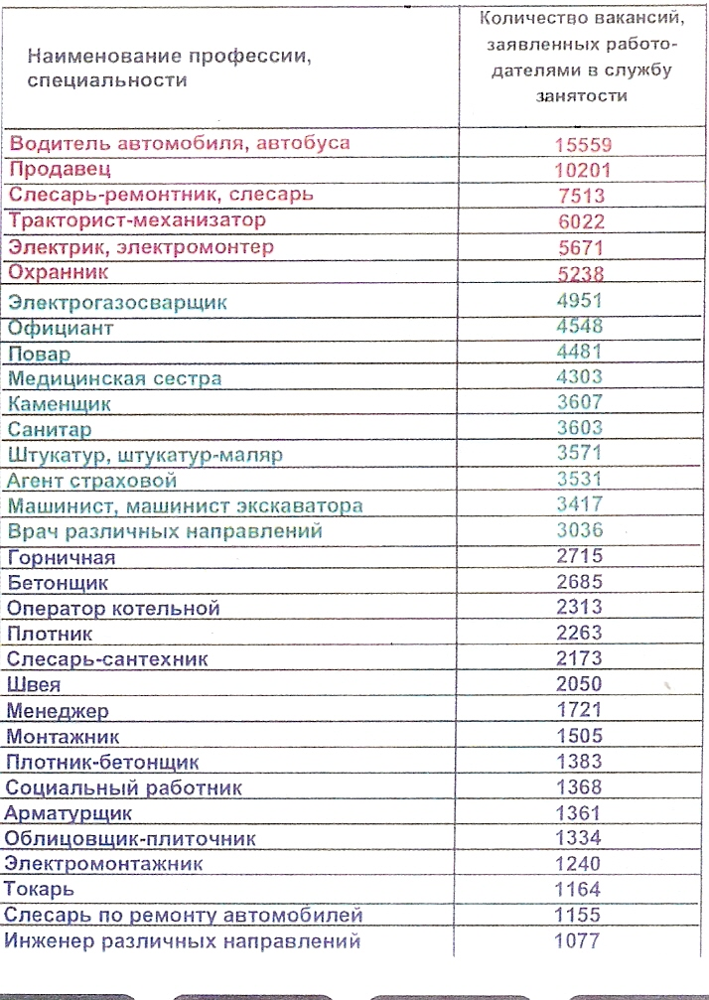 Наименование профессии,
специальности
Количество вакансий,
заявленных работо-
дателями в службу
занятости
Водитель автомобиля, автобуса 15559
Продавец 10201
Слесарь-ремонтник, слесарь 7513
Тракторист-механизатор 6022
Электрик, электромонтер 5671
Охранник 5238
Электрогазосварщик 4951
Официант 4548
Повар 4481
Медицинская сестра 4303
Каменщик 3607
Санитар 3603
Штукатур, штукатур-маляр 3571
Агент страховой 3531
Машинист, машинист экскаватора 3417
Врач различных направлений 3036
Горничная 2715
Бетонщик 2685
Оператор котельной 2313
Плотник 2263
Слесарь-сантехник 2173
Швея 2050
Менеджер 1721
Монтажник 1505
Плотник-бетонщик 1383
Социальный работник 1368
Арматурщик 1361
Облицовщик-плиточник 1334
Электромонтажник 1240
Токарь 1164
Слесарь по ремонту автомобилей 1155
Инженер различных направлений 1077